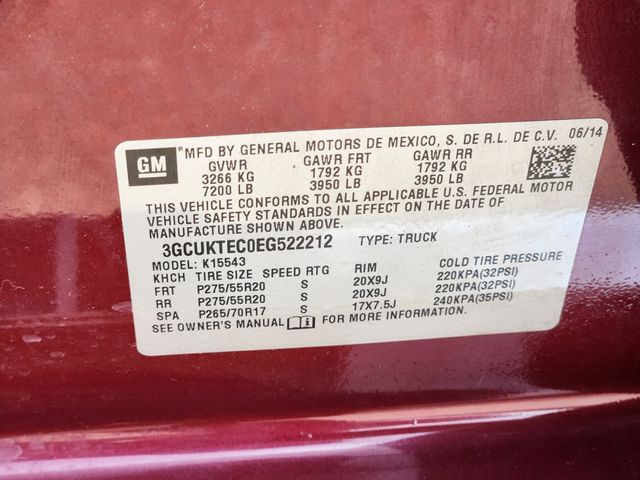 GM MFD BY GENERAL MOTORS DE MEXICO, S. DE R.L. DE C.V. 06/14
GVWR GAWR FRT GAWR RR
3266 KG 1792 KG 1792 KG
7200 LB 3950 LB 3950 LB
THIS VEHICLE CONFORMS TO ALL APPLICABLE U.S. FEDERAL MOTOR
VEHICLE SAFETY STANDARDS IN EFFECT ON THE DATE OF
MANUFACTURE SHOWN ABOVE.
3GCUKTEC0EG522212 TYPE: TRUCK
MODEL: K15543
KHCH TIRE SIZE SPEED RTG RIM COLD TIRE PRESSURE
FRT P275/55R20 S 20X9J 220KPA(32PSI)
RR P275/55R20 S 20X9J 220KPA(32PSI)
SPA P265/70R17 S 17X7.5J 240KPA(35PSI)
SEE OWNER'S MANUAL FOR MORE INFORMATION